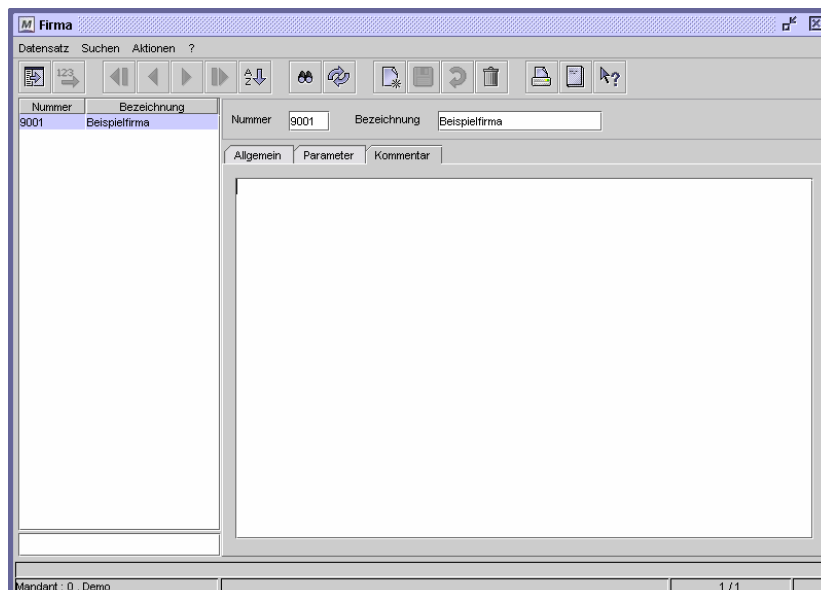 M Firma
Datensatz Suchen Aktionen ?
123 A Z ?
Nummer Bezeichnung
9001 Beispielfirma
Nummer 9001 Bezeichnung Beispielfirma
Allgemein Parameter Kommentar
Mandant : 0 , Demo 1 / 1